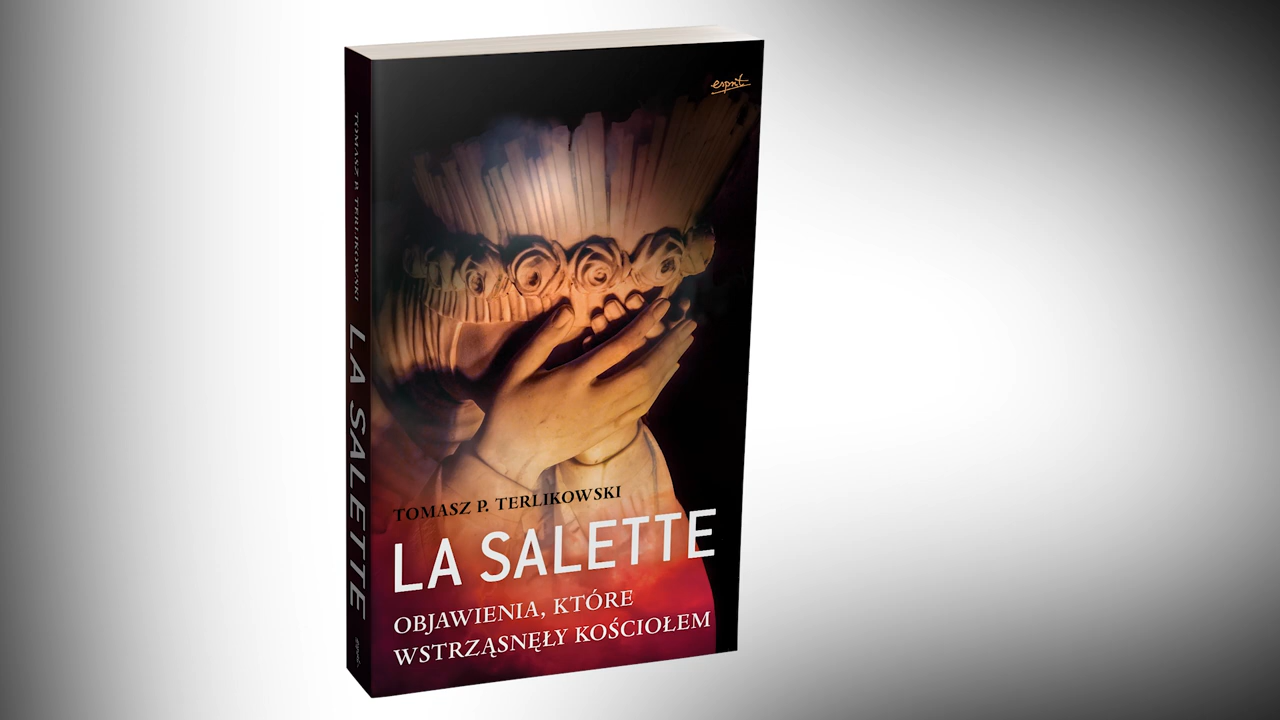 esprit
TOMASZ P. TERLIKOWSKI
LA SALETTE
OBJAWIENIA, KTÓRE
WSTRZĄSNĘŁY KOŚCIOŁEM
TOMASZ P. TERLIKOWSKI
LA SALETTE
esprit